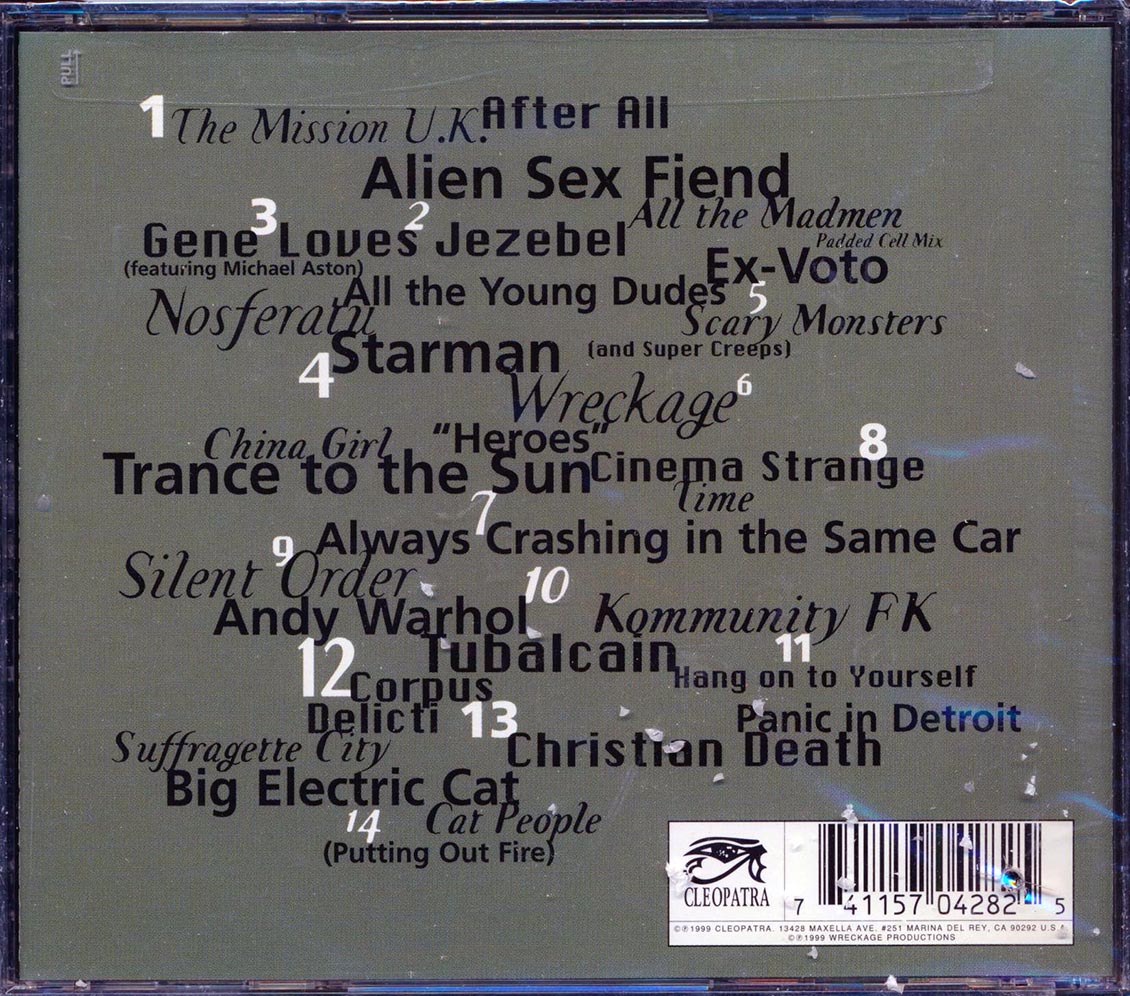 PULL
1 The Mission U.K. After All
Alien Sex Fiend
2 All the Madmen
Padded Cell Mix
3 Gene Loves Jezebel
(featuring Michael Aston)
All the Young Dudes
Ex-Voto
5 Scary Monsters
(and Super Creeps)
Nosferatu
4 Starman
Wreckage 6
"Heroes"
China Girl
Trance to the Sun
7
8
Cinema Strange
Time
Always Crashing in the Same Car
9
Silent Order
10
Andy Warhol
Kommunity FK
Tubalcain
11
Hang on to Yourself
12 Corpus
Delicti
13
Panic in Detroit
Suffragette City
Christian Death
Big Electric Cat
14 Cat People
(Putting Out Fire)
CLEOPATRA
7 41157 04282 5
©℗1999 CLEOPATRA. 13428 MAXELLA AVE. #251 MARINA DEL REY, CA 90292 U.S.A
©℗1999 WRECKAGE PRODUCTIONS